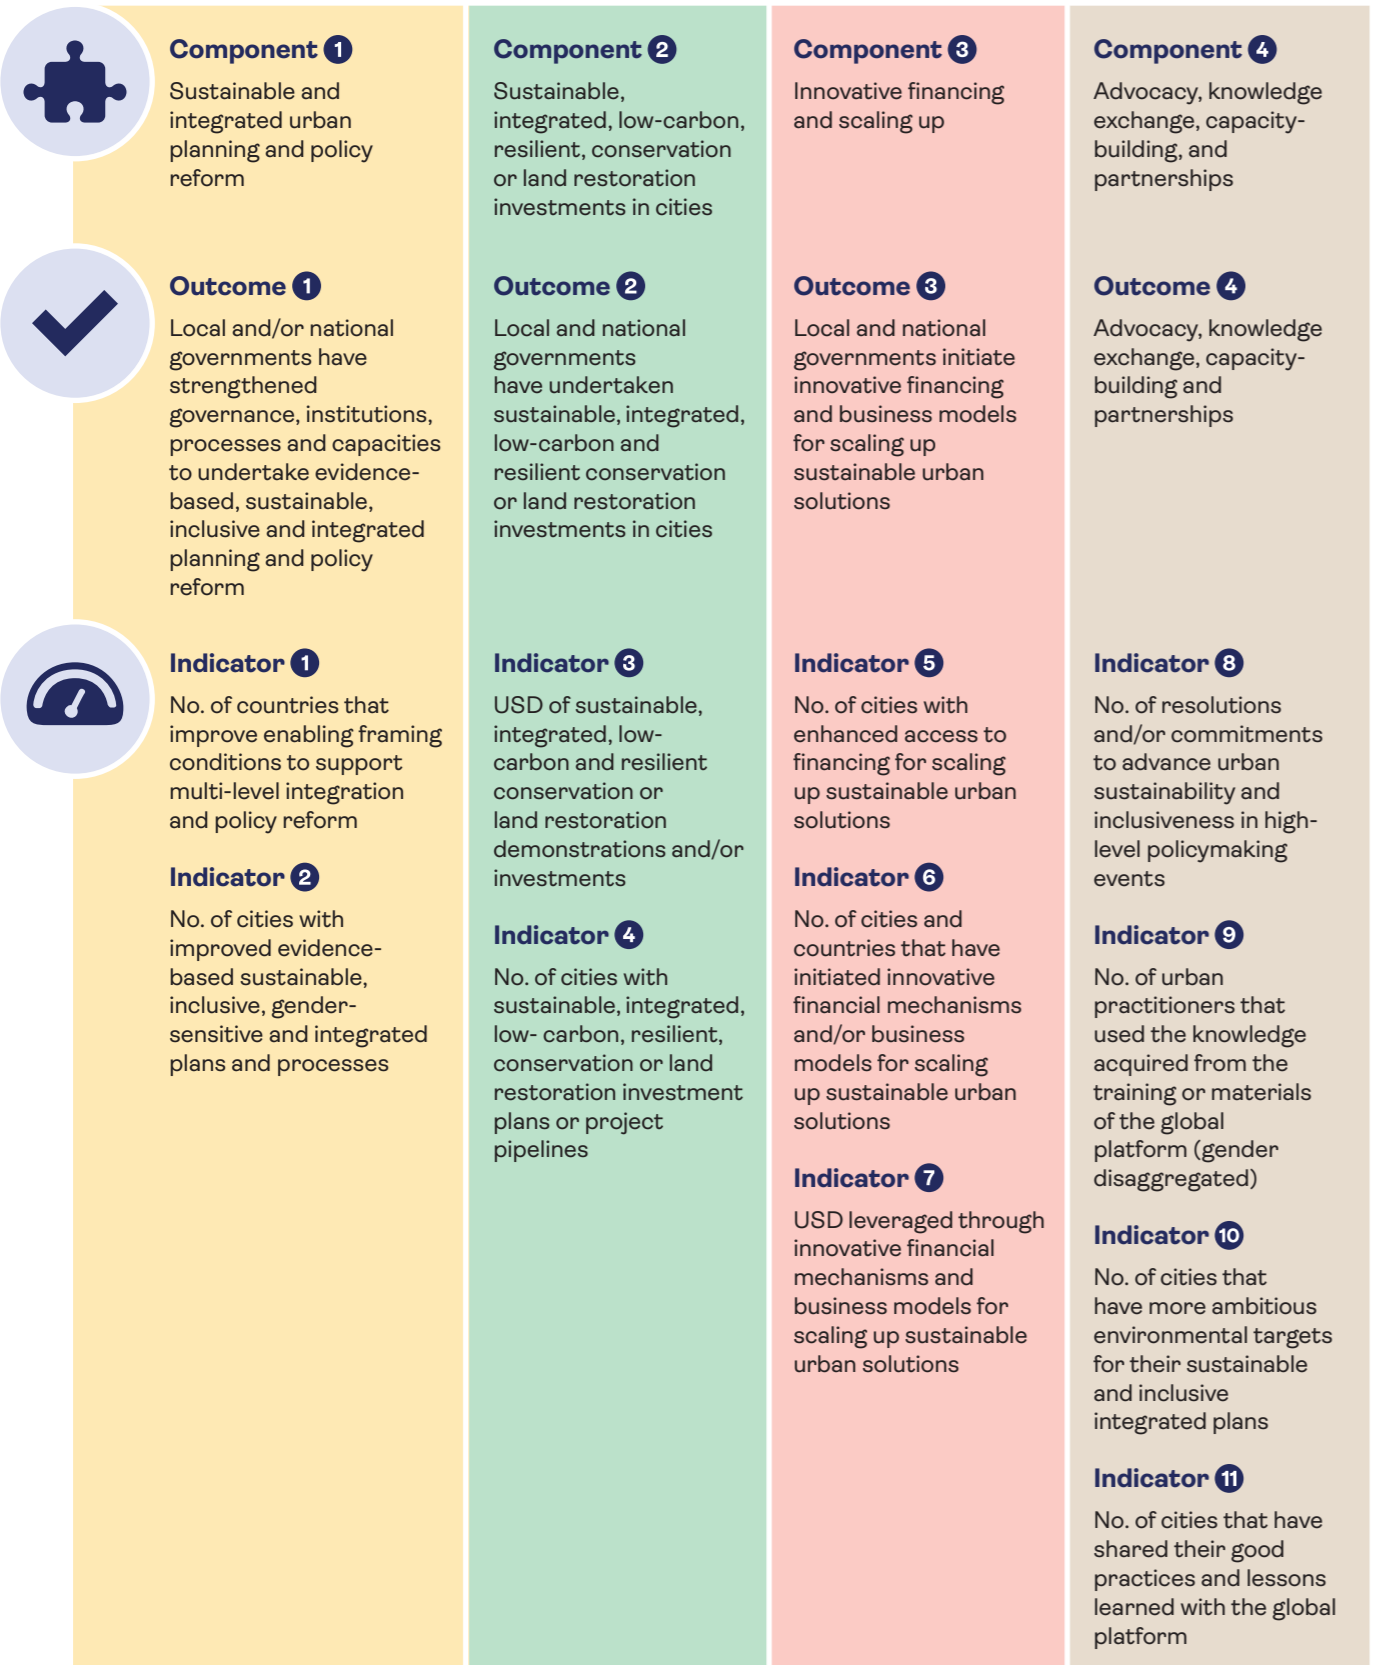 Component 1
Sustainable and
integrated urban
planning and policy
reform
Outcome 1
Local and/or national
governments have
strengthened
governance, institutions,
processes and capacities
to undertake evidence-
based, sustainable,
inclusive and integrated
planning and policy
reform
Indicator 1
No. of countries that
improve enabling framing
conditions to support
multi-level integration
and policy reform
Indicator 2
No. of cities with
improved evidence-
based sustainable,
inclusive, gender-
sensitive and integrated
plans and processes
Component 2
Sustainable,
integrated, low-carbon,
resilient, conservation
or land restoration
investments in cities
Outcome 2
Local and national
governments
have undertaken
sustainable, integrated,
low-carbon and
resilient conservation
or land restoration
investments in cities
Indicator 3
USD of sustainable,
integrated, low-
carbon and resilient
conservation or
land restoration
demonstrations and/or
investments
Indicator 4
No. of cities with
sustainable, integrated,
low- carbon, resilient,
conservation or land
restoration investment
plans or project
pipelines
Component 3
Innovative financing
and scaling up
Outcome 3
Local and national
governments initiate
innovative financing
and business models
for scaling up
sustainable urban
solutions
Indicator 5
No. of cities with
enhanced access to
financing for scaling
up sustainable urban
solutions
Indicator 6
No. of cities and
countries that have
initiated innovative
financial mechanisms
and/or business
models for scaling
up sustainable urban
solutions
Indicator 7
USD leveraged through
innovative financial
mechanisms and
business models for
scaling up sustainable
urban solutions
Component 4
Advocacy, knowledge
exchange, capacity-
building, and
partnerships
Outcome 4
Advocacy, knowledge
exchange, capacity-
building and
partnerships
Indicator 8
No. of resolutions
and/or commitments
to advance urban
sustainability and
inclusiveness in high-
level policymaking
events
Indicator 9
No. of urban
practitioners that
used the knowledge
acquired from the
training or materials
of the global
platform (gender
disaggregated)
Indicator 10
No. of cities that
have more ambitious
environmental targets
for their sustainable
and inclusive
integrated plans
Indicator 11
No. of cities that have
shared their good
practices and lessons
learned with the global
platform